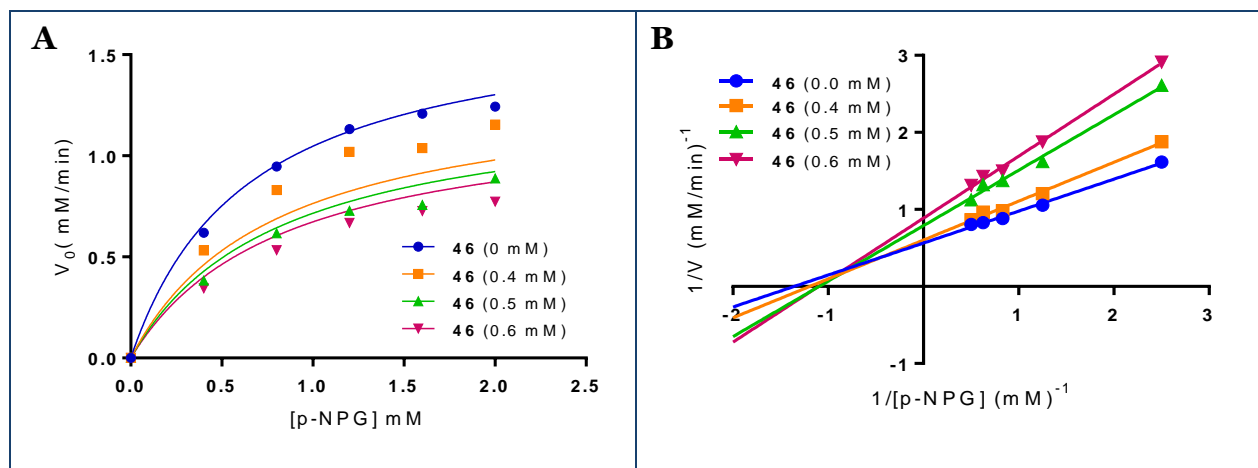 A
1.5
1.0
0.5
0.0
V0( mM/min)
0.0 0.5 1.0 1.5 2.0 2.5
[p-NPG] mM
46 (0 mM)
46 (0.4 mM)
46 (0.5 mM)
46 (0.6 mM)
B
46 (0.0 mM)
46 (0.4 mM)
46 (0.5 mM)
46 (0.6 mM)
3
2
1
-1
1/V (mM/min)-1
-2 -1 1 2 3
1/[p-NPG] (mM)-1